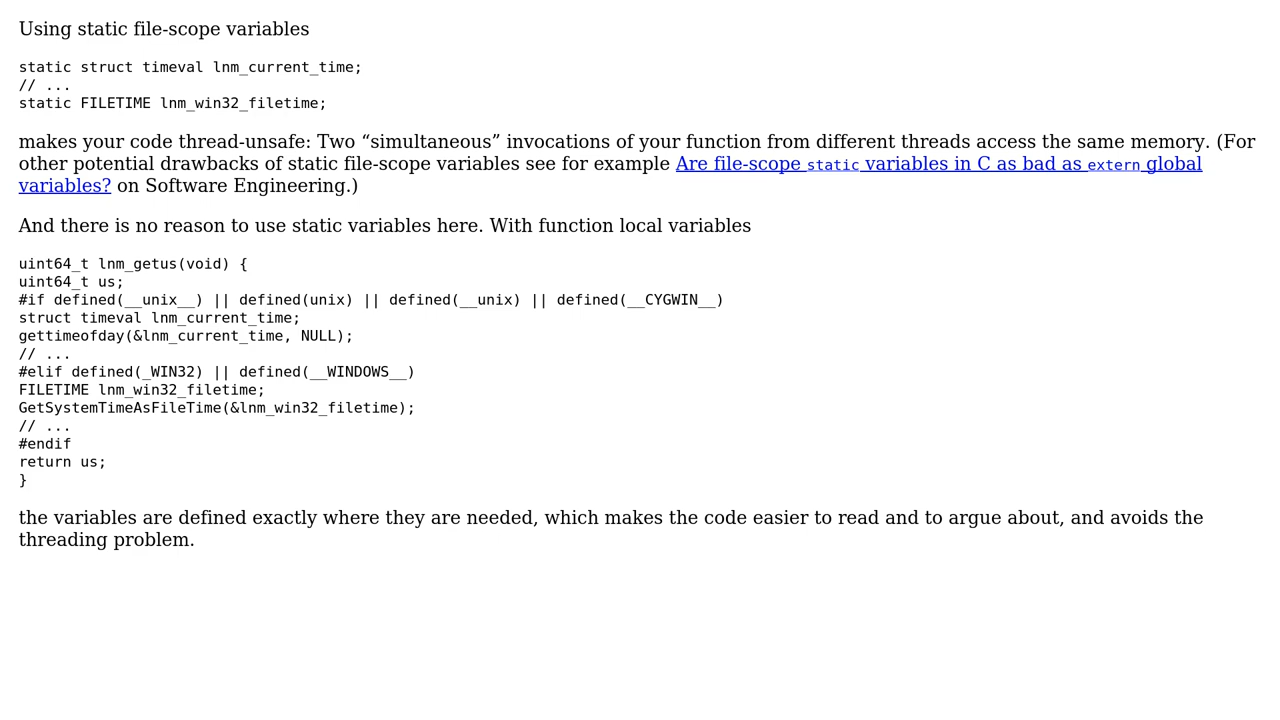 Using static file-scope variables
static struct timeval lnm_current_time;
// ...
static FILETIME lnm_win32_filetime;
makes your code thread-unsafe: Two “simultaneous” invocations of your function from different threads access the same memory. (For
other potential drawbacks of static file-scope variables see for example Are file-scope static variables in C as bad as extern global
variables? on Software Engineering.)
And there is no reason to use static variables here. With function local variables
uint64_t lnm_getus(void) {
uint64_t us;
#if defined(__unix__) || defined(unix) || defined(__unix) || defined(__CYGWIN__)
struct timeval lnm_current_time;
gettimeofday(&lnm_current_time, NULL);
// ...
#elif defined(_WIN32) || defined(__WINDOWS__)
FILETIME lnm_win32_filetime;
GetSystemTimeAsFileTime(&lnm_win32_filetime);
// ...
#endif
return us;
}
the variables are defined exactly where they are needed, which makes the code easier to read and to argue about, and avoids the
threading problem.